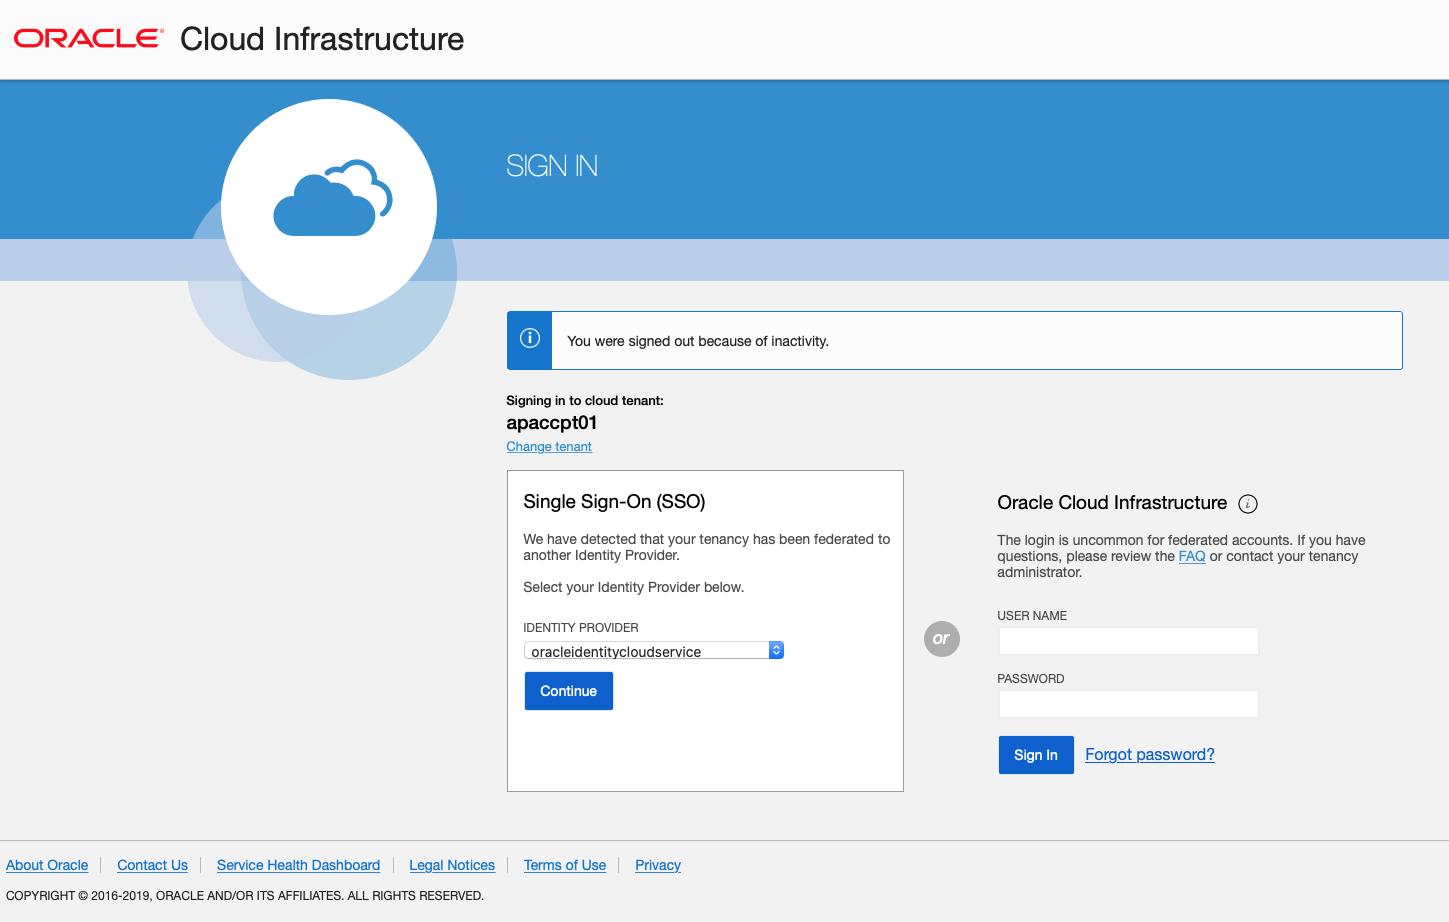 ORACLE® Cloud Infrastructure
SIGN IN
You were signed out because of inactivity.
Signing in to cloud tenant:
apaccpt01
Change tenant
Single Sign-On (SSO)
We have detected that your tenancy has been federated to
another Identity Provider.
Select your Identity Provider below.
IDENTITY PROVIDER
oracleidentitycloudservice
Continue
or
Oracle Cloud Infrastructure
The login is uncommon for federated accounts. If you have
questions, please review the FAQ or contact your tenancy
administrator.
USER NAME
PASSWORD
Sign In Forgot password?
About Oracle Contact Us Service Health Dashboard Legal Notices Terms of Use Privacy
COPYRIGHT © 2016-2019, ORACLE AND/OR ITS AFFILIATES. ALL RIGHTS RESERVED.